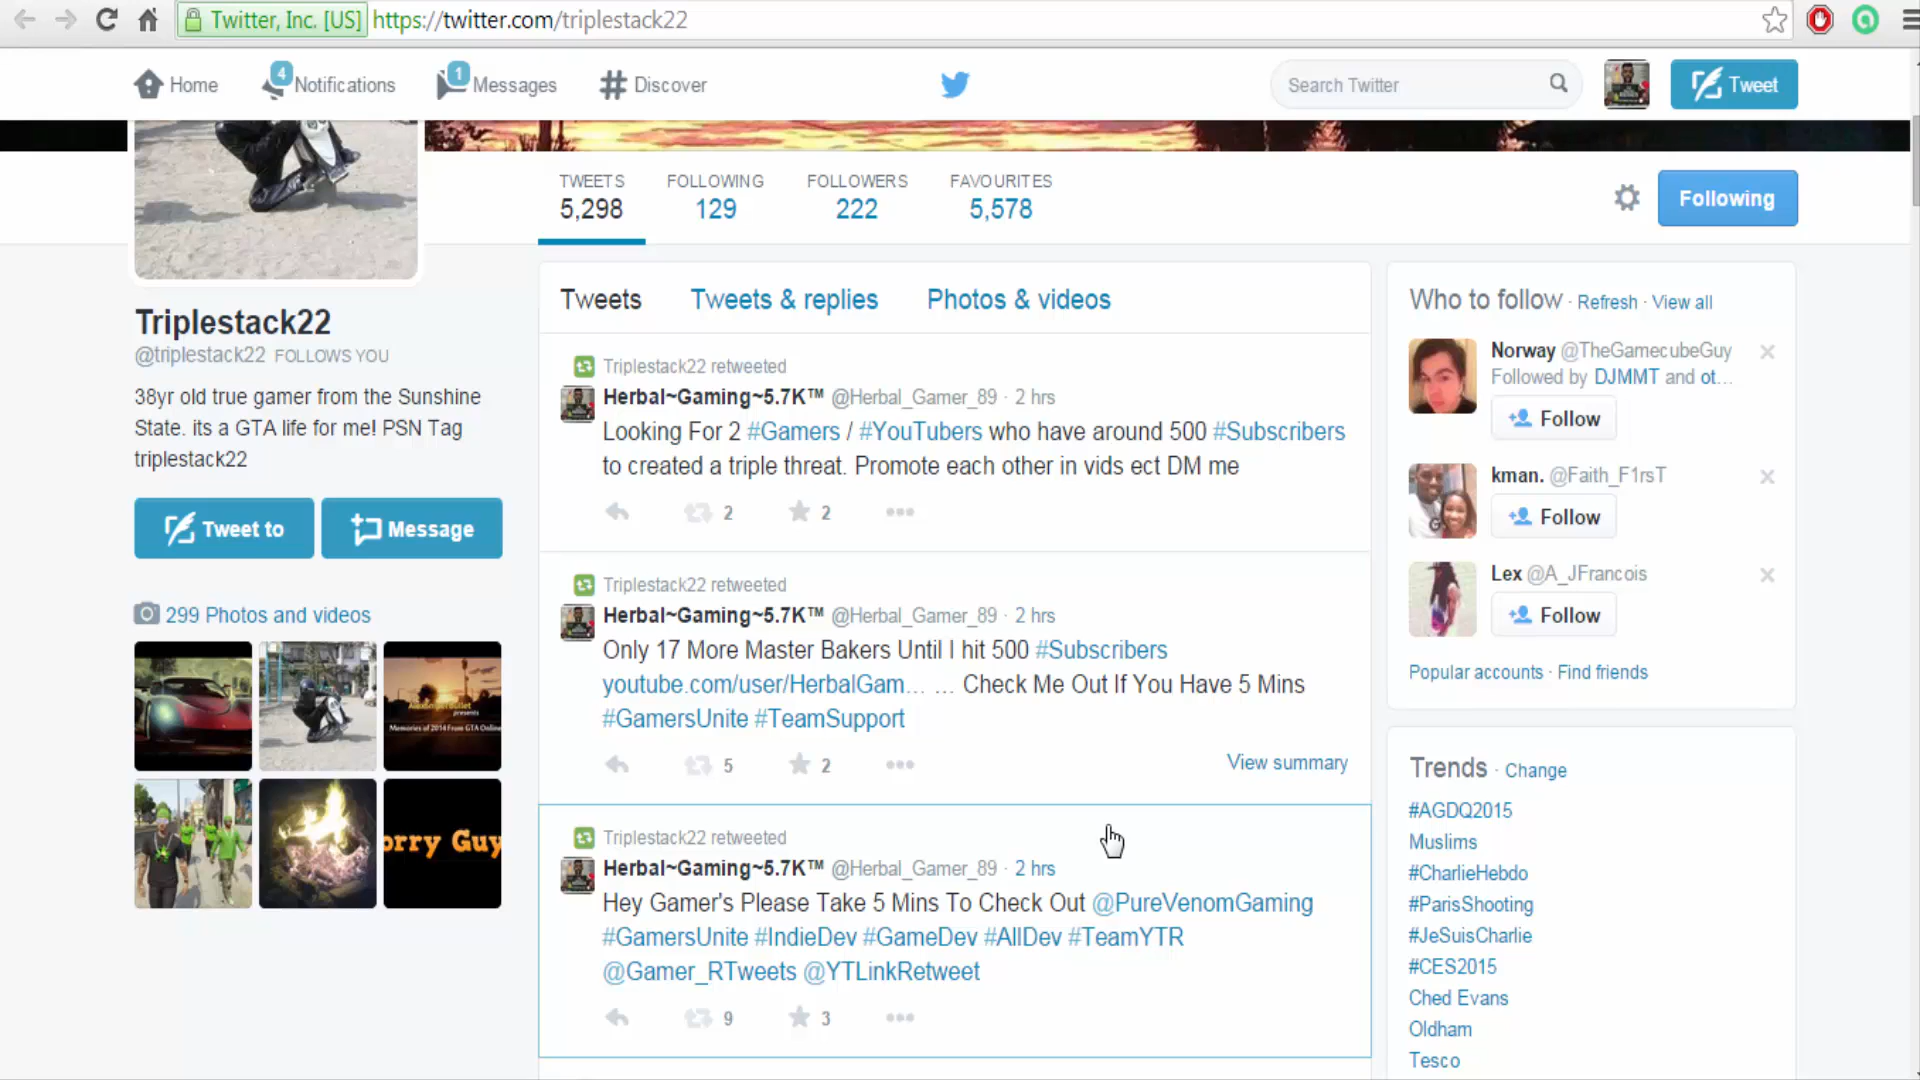 Twitter, Inc. [US] https://twitter.com/triplestack22
Home
4
Notifications
1
Messages
Discover
Search Twitter
Tweet
TWEETS
5,298
FOLLOWING
129
FOLLOWERS
222
FAVOURITES
5,578
Following
Triplestack22
@triplestack22 FOLLOWS YOU
38yr old true gamer from the Sunshine
State. its a GTA life for me! PSN Tag
triplestack22
Tweet to
Message
299 Photos and videos
presents
Memories of 2014 From GTA Online
orry Guy
Tweets
Tweets & replies
Photos & videos
Triplestack22 retweeted
Herbal~Gaming~5.7K™ @Herbal_Gamer_89 · 2 hrs
Looking For 2 #Gamers / #YouTubers who have around 500 #Subscribers
to created a triple threat. Promote each other in vids ect DM me
2
2
Triplestack22 retweeted
Herbal~Gaming~5.7K™ @Herbal_Gamer_89 · 2 hrs
Only 17 More Master Bakers Until I hit 500 #Subscribers
youtube.com/user/HerbalGam… … Check Me Out If You Have 5 Mins
#GamersUnite #TeamSupport
5
2
View summary
Triplestack22 retweeted
Herbal~Gaming~5.7K™ @Herbal_Gamer_89 · 2 hrs
Hey Gamer's Please Take 5 Mins To Check Out @PureVenomGaming
#GamersUnite #IndieDev #GameDev #AllDev #TeamYTR
@Gamer_RTweets @YTLinkRetweet
9
3
Who to follow · Refresh · View all
Norway @TheGamecubeGuy
Followed by DJMMT and ot...
Follow
kman. @Faith_F1rsT
Follow
Lex @A_JFrancois
Follow
Popular accounts · Find friends
Trends · Change
#AGDQ2015
Muslims
#CharlieHebdo
#ParisShooting
#JeSuisCharlie
#CES2015
Ched Evans
Oldham
Tesco